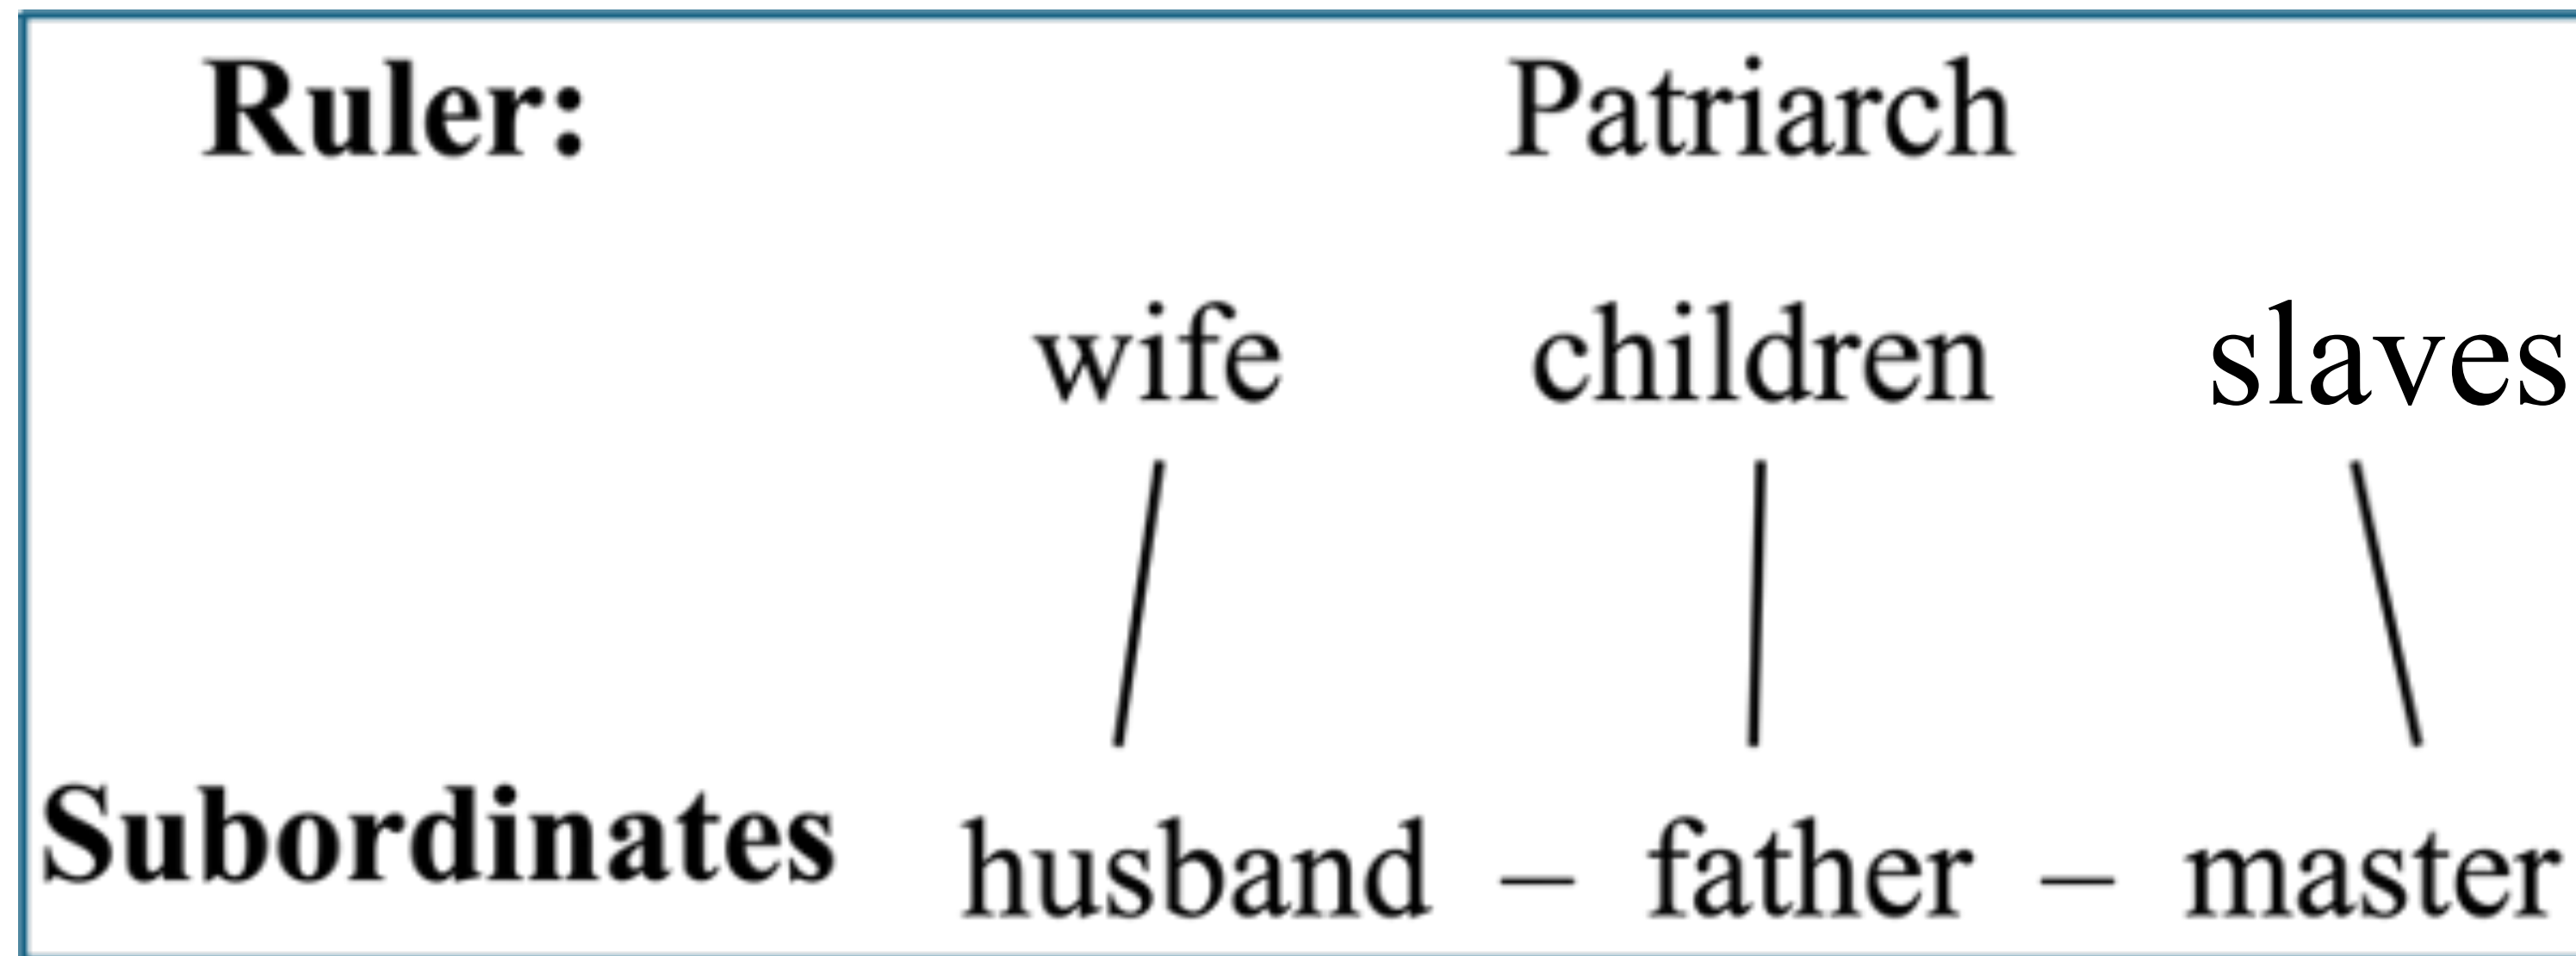 Ruler: Patriarch
wife children slaves
Subordinates husband – father – master